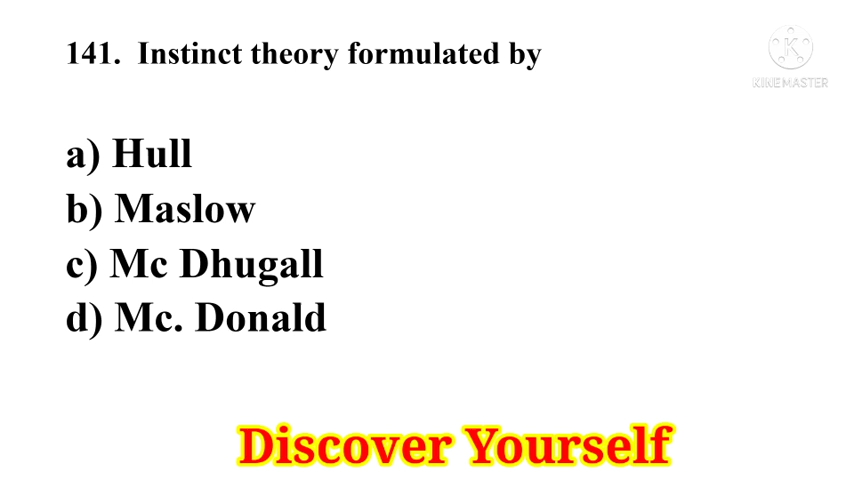 141. Instinct theory formulated by
K
KINEMASTER
a) Hull
b) Maslow
c) Mc Dhugall
d) Mc. Donald
Discover Yourself